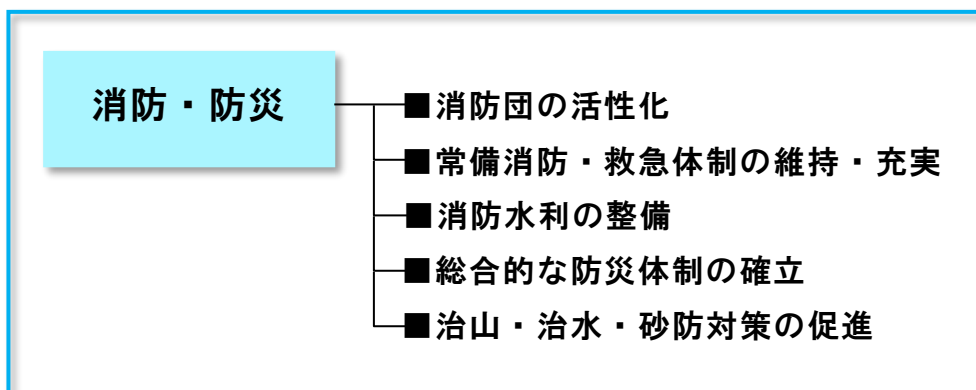 消防・防災
■消防団の活性化
■常備消防・救急体制の維持・充実
■消防水利の整備
■総合的な防災体制の確立
■治山・治水・砂防対策の促進